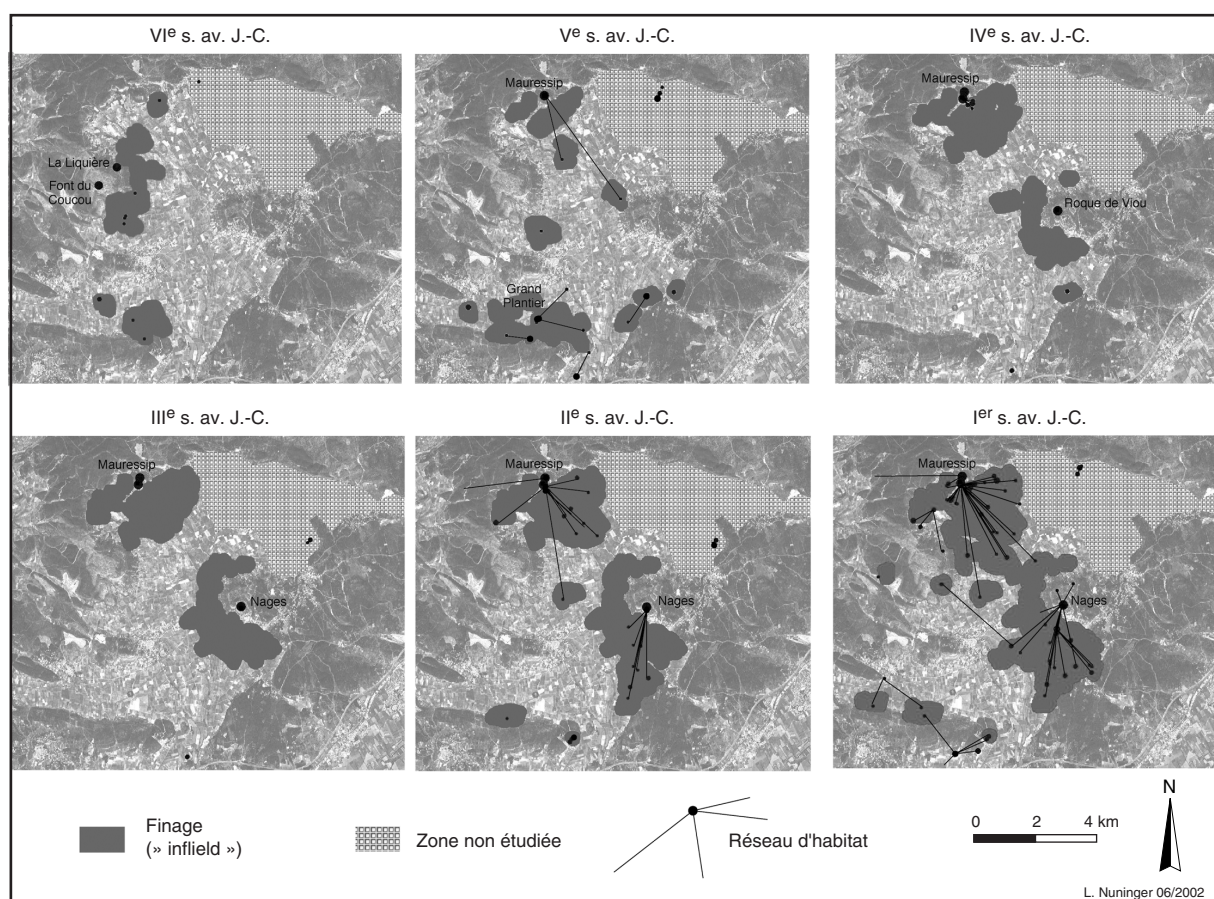 VIe s. av. J.-C.
Ve s. av. J.-C.
IVe s. av. J.-C.
La Liquière
Font du
Coucou
Mauressip
Grand
Plantier
Mauressip
Roque de Viou
IIIe s. av. J.-C.
IIe s. av. J.-C.
Ier s. av. J.-C.
Mauressip
Nages
Mauressip
Nages
Mauressip
Nages
Finage
(» inflield »)
Zone non étudiée
Réseau d'habitat
0 2 4 km
N
L. Nuninger 06/2002